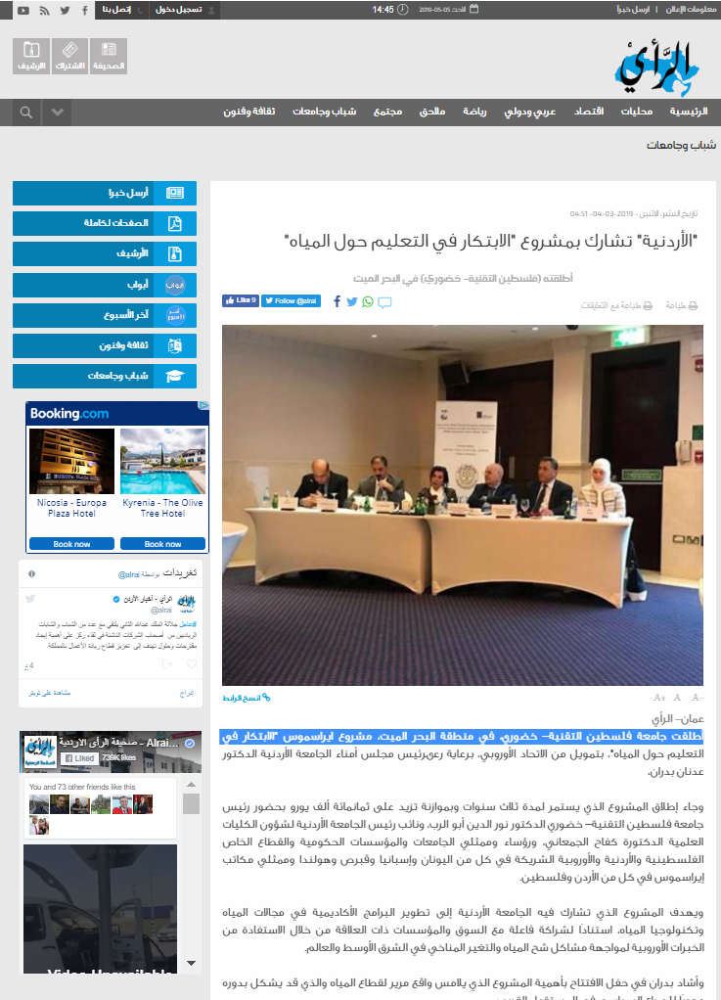 معلومات الإعلان | ارسل خبراً
الاحد: 05-05-2019
14:45
تسجيل دخول
إتصل بنا
الرأي
الصحيفة
الاشتراك
الارشيف
الرئيسية محليات اقتصاد عربي ودولي رياضة ملاحق مجتمع شباب وجامعات ثقافة وفنون
شباب وجامعات
أرسل خبرا
الصفحات لكاملة
الأرشيف
أبواب
آخر الأسبوع
ثقافة وفنون
شباب وجامعات
تاريخ النشر: الاثنين - 2019-03-04 04:51
"الأردنية" تشارك بمشروع "الابتكار في التعليم حول المياه"
أطلقته (فلسطين التقنية– خضوري) في البحر الميت
طباعة
طباعة مع التعليقات
Follow @alrai
Like 9
Booking.com
Nicosia - Europa
Plaza Hotel
Kyrenia - The Olive
Tree Hotel
Book now
Book now
تغريدات بواسطة @alrai
الرأي - أخبار الأردن
@alrai
#عاجل جلالة الملك عبدالله الثاني يلتقي مع عدد من الشباب والشابات
الرياديين من أصحاب الشركات الناشئة في لقاء ركز على أهمية إيجاد
مقترحات وحلول تهدف إلى تعزيز قطاع ريادة الأعمال بالمملكة
4د
إدراج
مشاهدة على تويتر
Alrai... - صحيفة الرأي الاردنية
Liked
739K likes
You and 73 other friends like this
Video Unavailable
انسخ الرابط
A+ A A-
عمان– الرأي
أطلقت جامعة فلسطين التقنية– خضوري، في منطقة البحر الميت، مشروع ايراسموس "الابتكار في
التعليم حول المياه"، بتمويل من الاتحاد الأوروبي، برعاية رعى رئيس مجلس أمناء الجامعة الأردنية الدكتور
عدنان بدران.
وجاء إطلاق المشروع الذي يستمر لمدة ثلاث سنوات وبموازنة تزيد على ثمانمائة ألف يورو بحضور رئيس
جامعة فلسطين التقنية– خضوري الدكتور نور الدين أبو الرب، ونائب رئيس الجامعة الأردنية لشؤون الكليات
العلمية الدكتورة كفاح الجمعاني، ورؤساء وممثلي الجامعات والمؤسسات الحكومية والقطاع الخاص
الفلسطينية والأردنية والأوروبية الشريكة في كل من اليونان وإسبانيا وقبرص وهولندا وممثلي مكاتب
إيراسموس في كل من الأردن وفلسطين.
ويهدف المشروع الذي تشارك فيه الجامعة الأردنية إلى تطوير البرامج الأكاديمية في مجالات المياه
وتكنولوجيا المياه، استنادًا لشراكة فاعلة مع السوق والمؤسسات ذات العلاقة من خلال الاستفادة من
الخبرات الأوروبية لمواجهة مشاكل شح المياه والتغير المناخي في الشرق الأوسط والعالم.
وأشاد بدران في حفل الافتتاح بأهمية المشروع الذي يلامس واقع مرير لقطاع المياه والذي قد يشكل بدوره